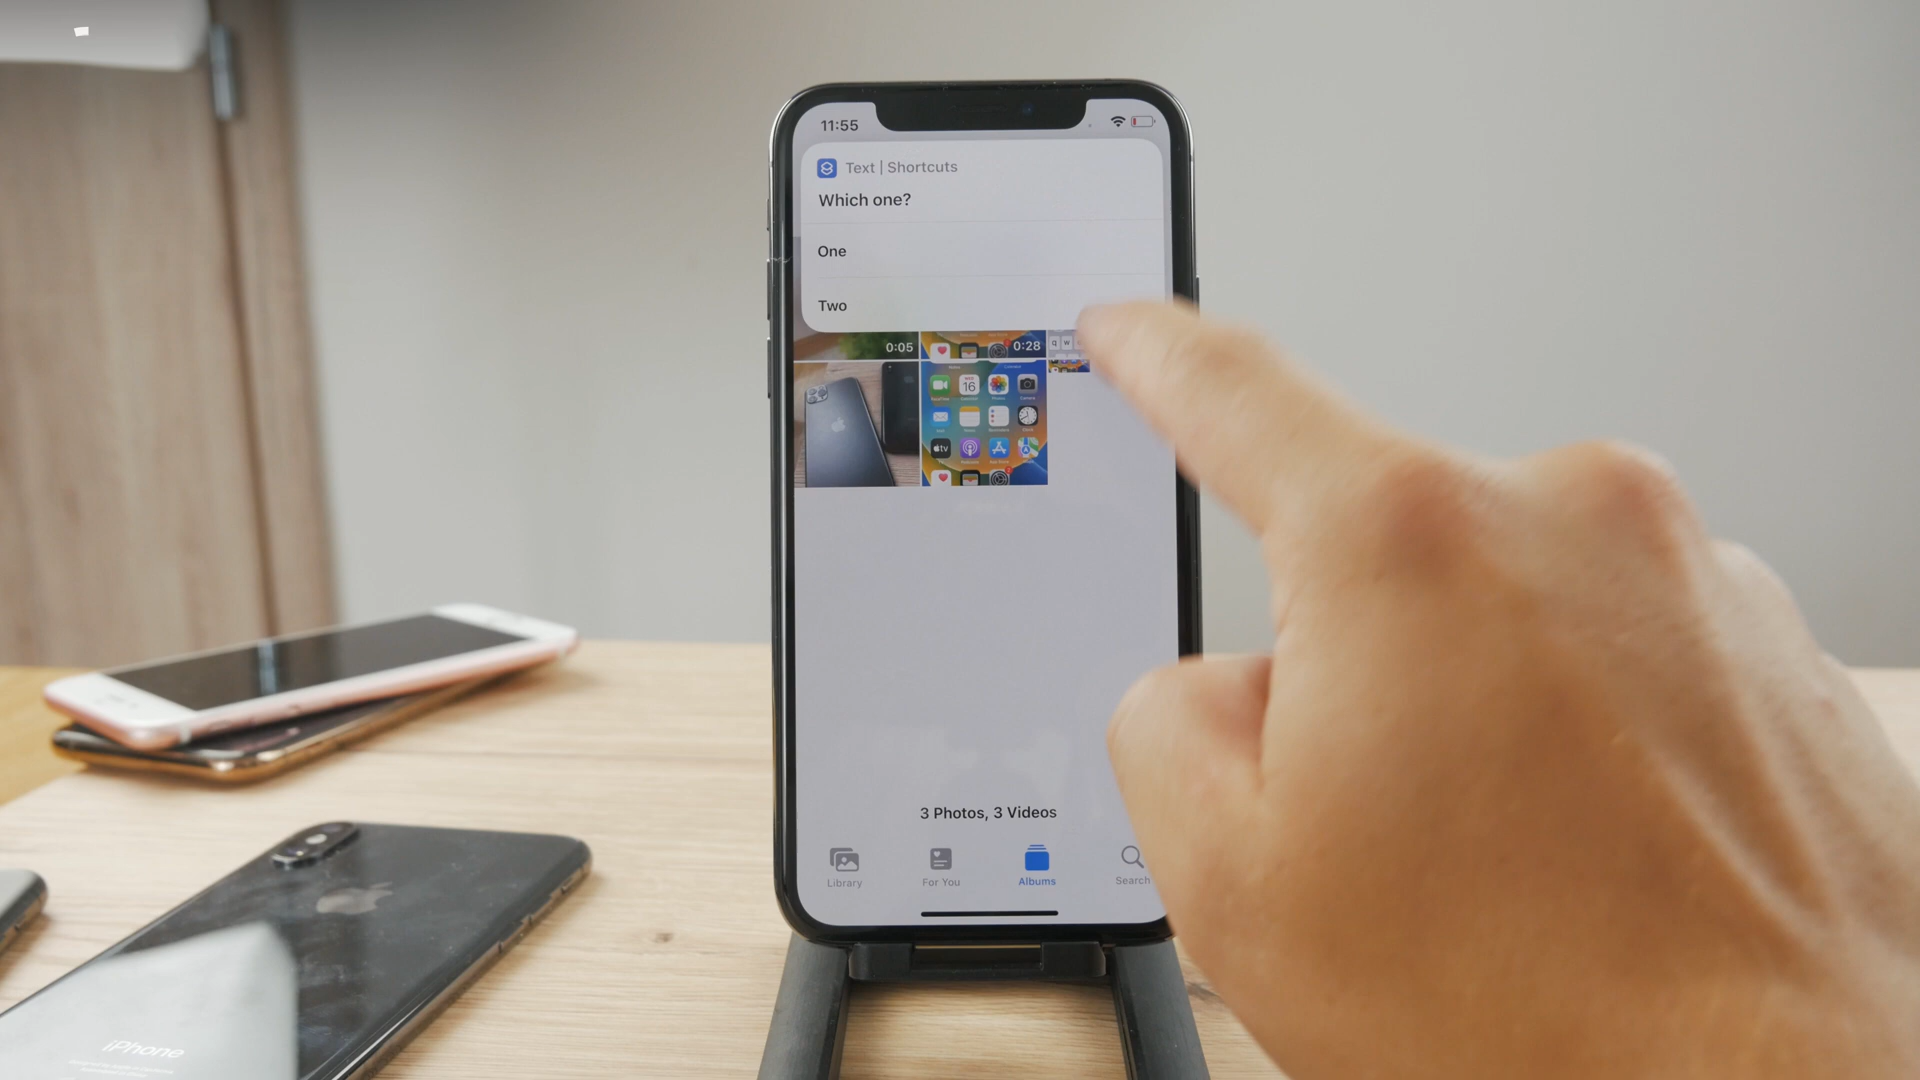 11:55
Text | Shortcuts
Which one?
One
Two
0:05
0:28
q w
16
tv
3 Photos, 3 Videos
Library
For You
Albums
Search
iPhone